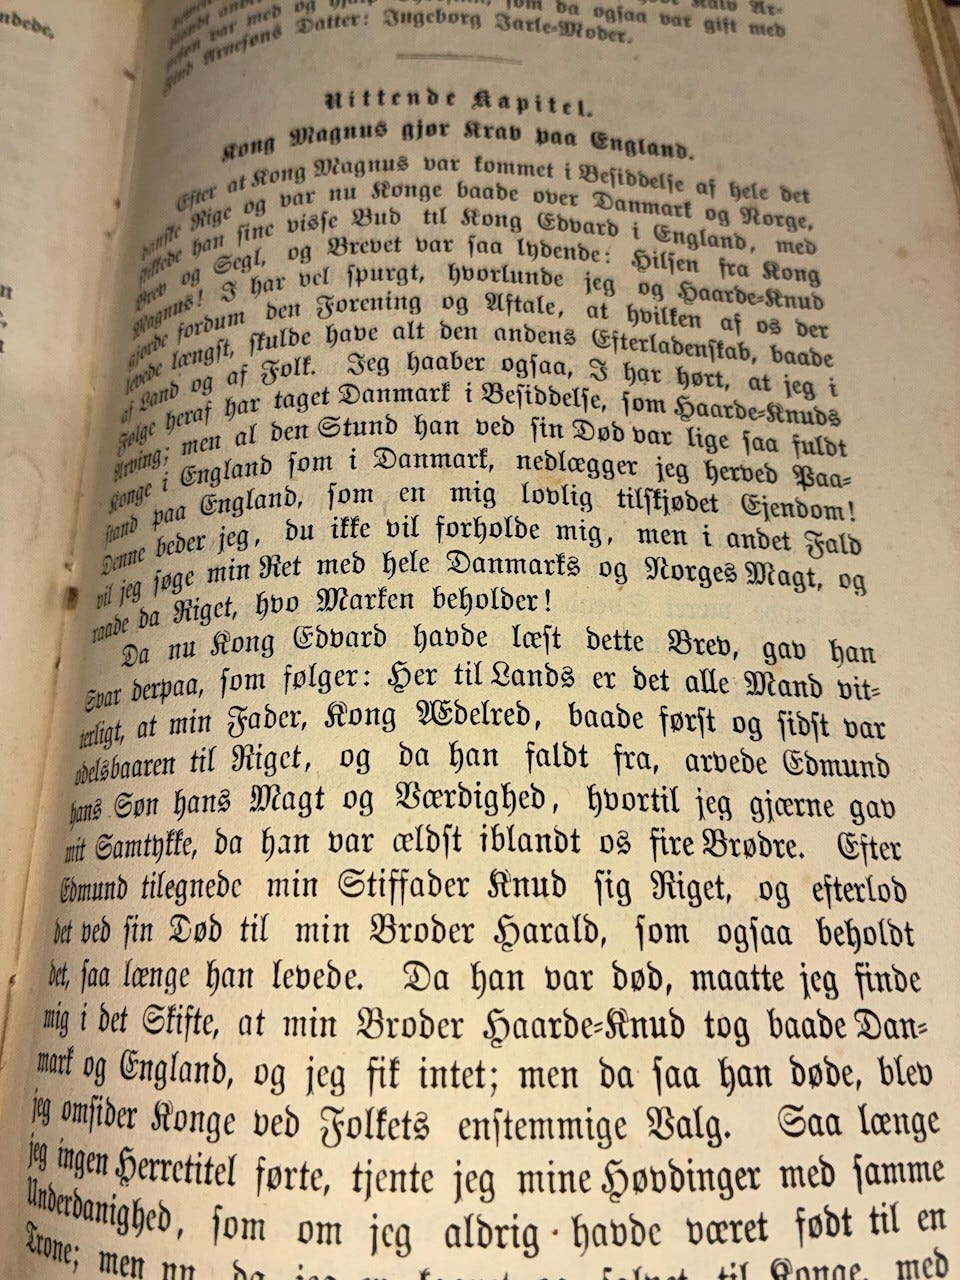 ndede,
var med og
som da ogsaa var gift med
Find Arnesøns Datter: Ingeborg Jarle-Moder.
Nittende Kapitel.
Kong Magnus gjør Krav paa England.
Efter at Kong Magnus var kommet i Besiddelse af hele det
danske Rige og var nu Konge baade over Danmark og Norge,
skikkede han sine visse Bud til Kong Edvard i England, med
Brev og Segl, og Brevet var saa lydende: Hilsen fra Kong
Magnus! I har vel spurgt, hvorlunde jeg og Haarde-Knud
gjorde fordum den Forening og Aftale, at hvilken af os der
levede længst, skulde have alt den andens Efterladenskab, baade
af Land og af Folk. Jeg haaber ogsaa, I har hørt, at jeg i
Følge heraf har taget Danmark i Besiddelse, som Haarde-Knuds
Arving; men al den Stund han ved sin Død var lige saa fuldt
Konge i England som i Danmark, nedlægger jeg herved Paa-
stand paa England, som en mig lovlig tilskjødet Ejendom!
Denne beder jeg, du ikke vil forholde mig, men i andet Fald
vil jeg søge min Ret med hele Danmarks og Norges Magt, og
raade da Riget, hvo Marken beholder!
Da nu Kong Edvard havde læst dette Brev, gav han
Svar derpaa, som følger: Her til Lands er det alle Mand vit-
terligt, at min Fader, Kong Ædelred, baade først og sidst var
odelsbaaren til Riget, og da han faldt fra, arvede Edmund
hans Søn hans Magt og Værdighed, hvortil jeg gjærne gav
mit Samtykke, da han var ældst iblandt os fire Brødre. Efter
Edmund tilegnede min Stiffader Knud sig Riget, og efterlod
det ved sin Død til min Broder Harald, som ogsaa beholdt
det, saa længe han levede. Da han var død, maatte jeg finde
mig i det Skifte, at min Broder Haarde-Knud tog baade Dan-
mark og England, og jeg fik intet; men da saa han døde, blev
jeg omsider Konge ved Folkets enstemmige Valg. Saa længe
jeg ingen Herretitel førte, tjente jeg mine Høvdinger med samme
Underdanighed, som om jeg aldrig havde været født til en
Trone; men nu, da jeg er til Konge, med